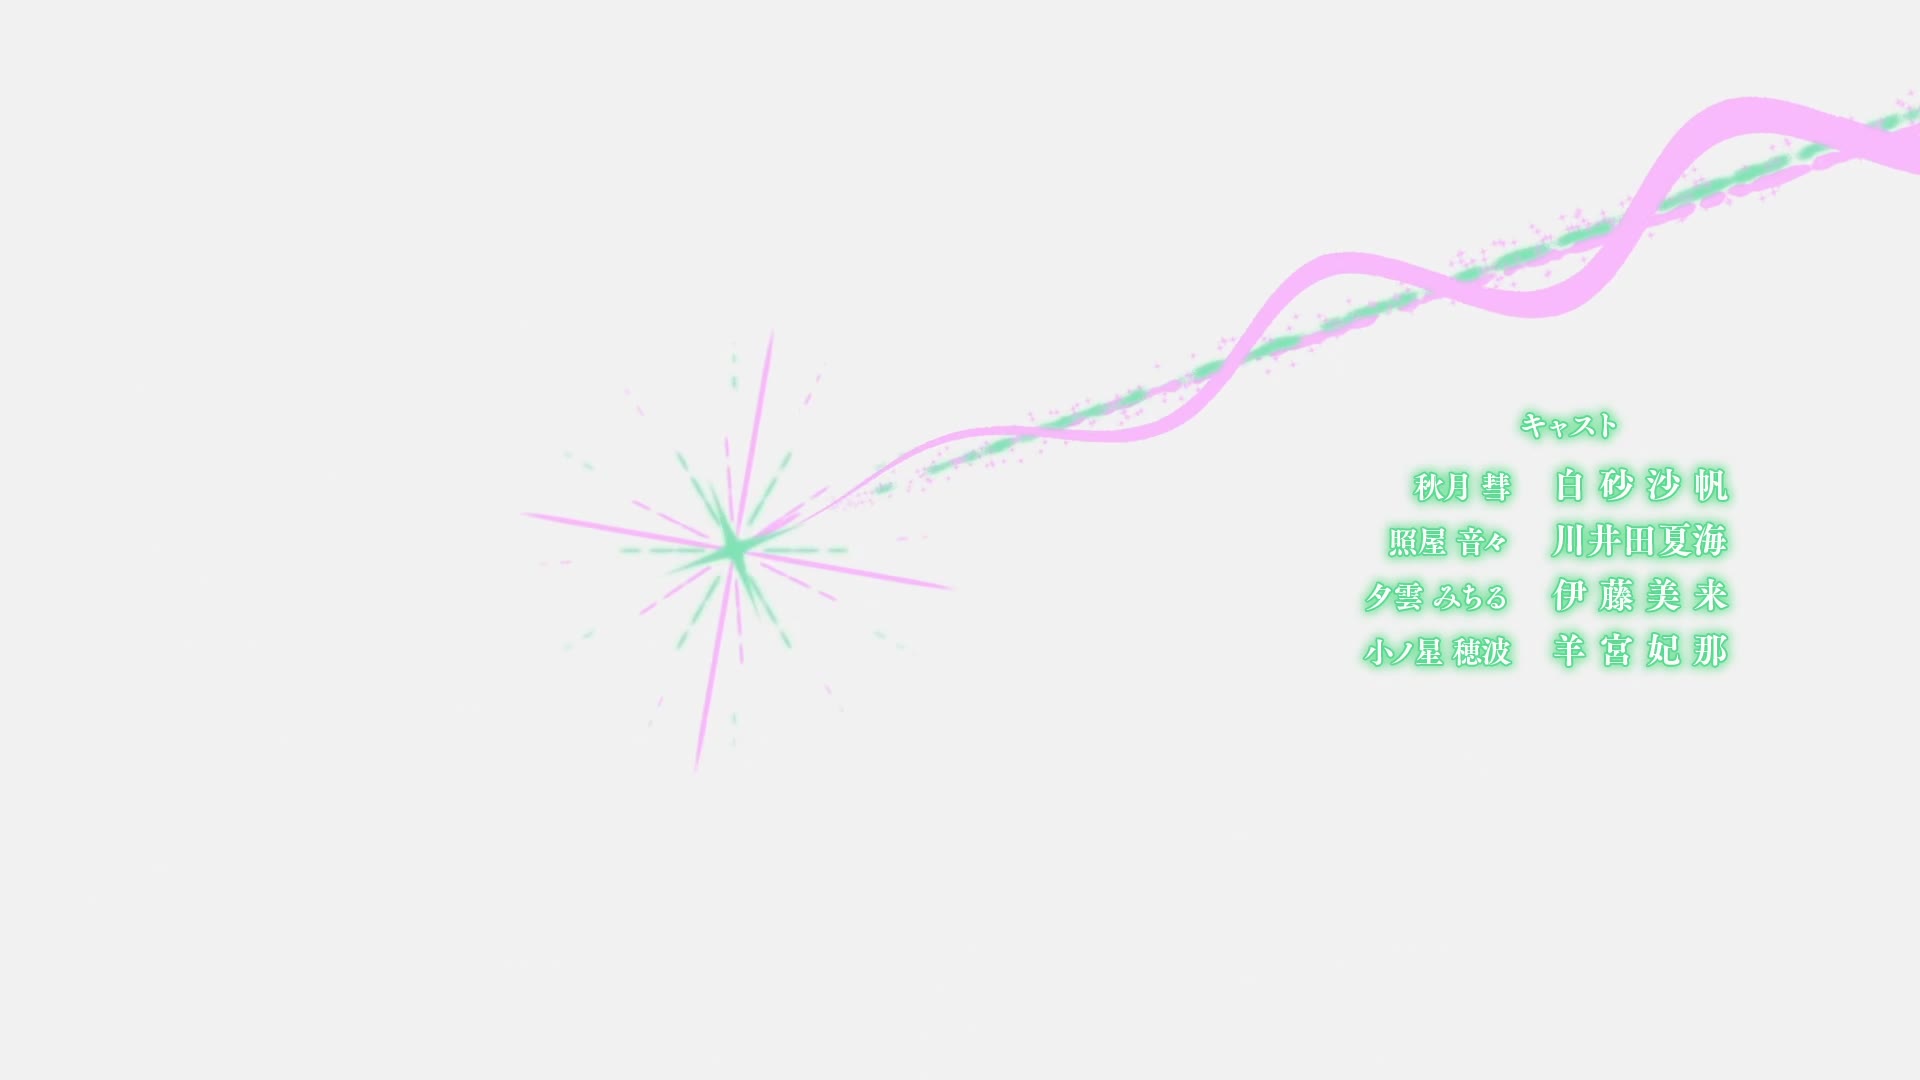 キャスト
秋月 彗 白砂沙帆
照屋 音々 川井田夏海
夕雲 みちる 伊藤美来
小ノ星 穂波 羊宮妃那